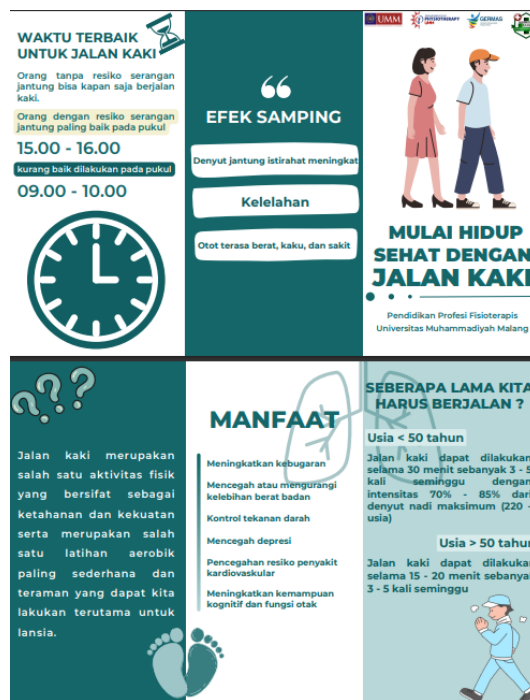 WAKTU TERBAIK
UNTUK JALAN KAKI
Orang tanpa resiko serangan
jantung bisa kapan saja berjalan
kaki.
Orang dengan resiko serangan
jantung paling baik pada pukul
15.00 - 16.00
kurang baik dilakukan pada pukul
09.00 - 10.00
EFEK SAMPING
Denyut jantung istirahat meningkat
Kelelahan
Otot terasa berat, kaku, dan sakit
UMM
PHYSIOTHERAPY
GERMAS
MULAI HIDUP
SEHAT DENGAN
JALAN KAKI
Pendidikan Profesi Fisioterapis
Universitas Muhammadiyah Malang
Jalan kaki merupakan
salah satu aktivitas fisik
yang bersifat sebagai
ketahanan dan kekuatan
serta merupakan salah
satu latihan aerobik
paling sederhana dan
teraman yang dapat kita
lakukan terutama untuk
lansia.
MANFAAT
Meningkatkan kebugaran
Mencegah atau mengurangi
kelebihan berat badan
Kontrol tekanan darah
Mencegah depresi
Pencegahan resiko penyakit
kardiovaskular
Meningkatkan kemampuan
kognitif dan fungsi otak
SEBERAPA LAMA KITA
HARUS BERJALAN ?
Usia < 50 tahun
Jalan kaki dapat dilakukan
selama 30 menit sebanyak 3 - 5
kali seminggu dengan
intensitas 70% - 85% dari
denyut nadi maksimum (220 -
usia)
Usia > 50 tahun
Jalan kaki dapat dilakukan
selama 15 - 20 menit sebanya
3 - 5 kali seminggu